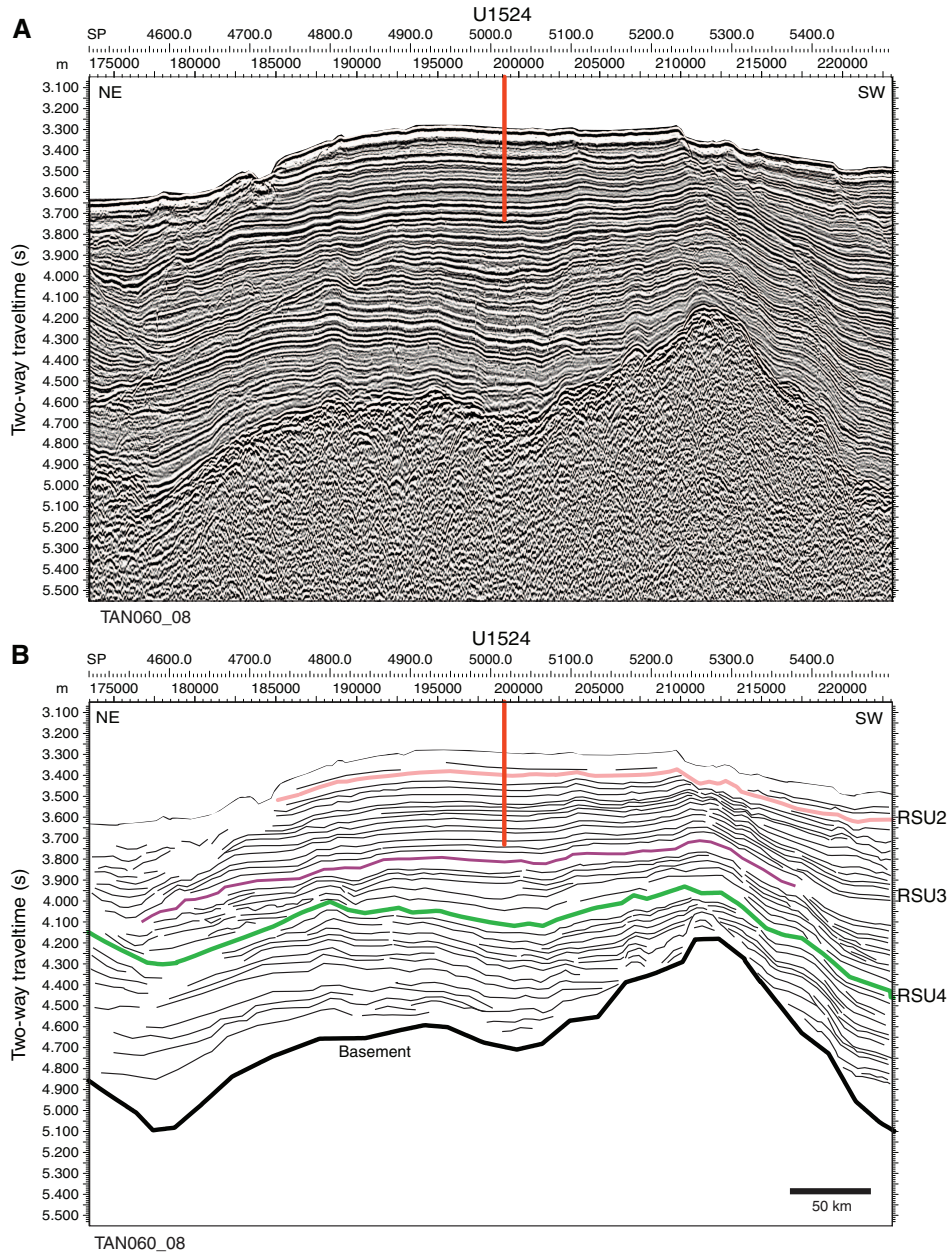 A
U1524
SP 4600.0 4700.0 4800.0 4900.0 5000.0 5100.0 5200.0 5300.0 5400.0
m 175000 180000 185000 190000 195000 200000 205000 210000 215000 220000
NE SW
3.100
3.200
3.300
3.400
3.500
3.600
3.700
3.800
3.900
4.000
4.100
4.200
4.300
4.400
4.500
4.600
4.700
4.800
4.900
5.000
5.100
5.200
5.300
5.400
5.500
Two-way traveltime (s)
TAN060_08
B
U1524
SP 4600.0 4700.0 4800.0 4900.0 5000.0 5100.0 5200.0 5300.0 5400.0
m 175000 180000 185000 190000 195000 200000 205000 210000 215000 220000
NE SW
3.100
3.200
3.300
3.400
3.500
3.600
3.700
3.800
3.900
4.000
4.100
4.200
4.300
4.400
4.500
4.600
4.700
4.800
4.900
5.000
5.100
5.200
5.300
5.400
5.500
Two-way traveltime (s)
RSU2
RSU3
RSU4
Basement
50 km
TAN060_08